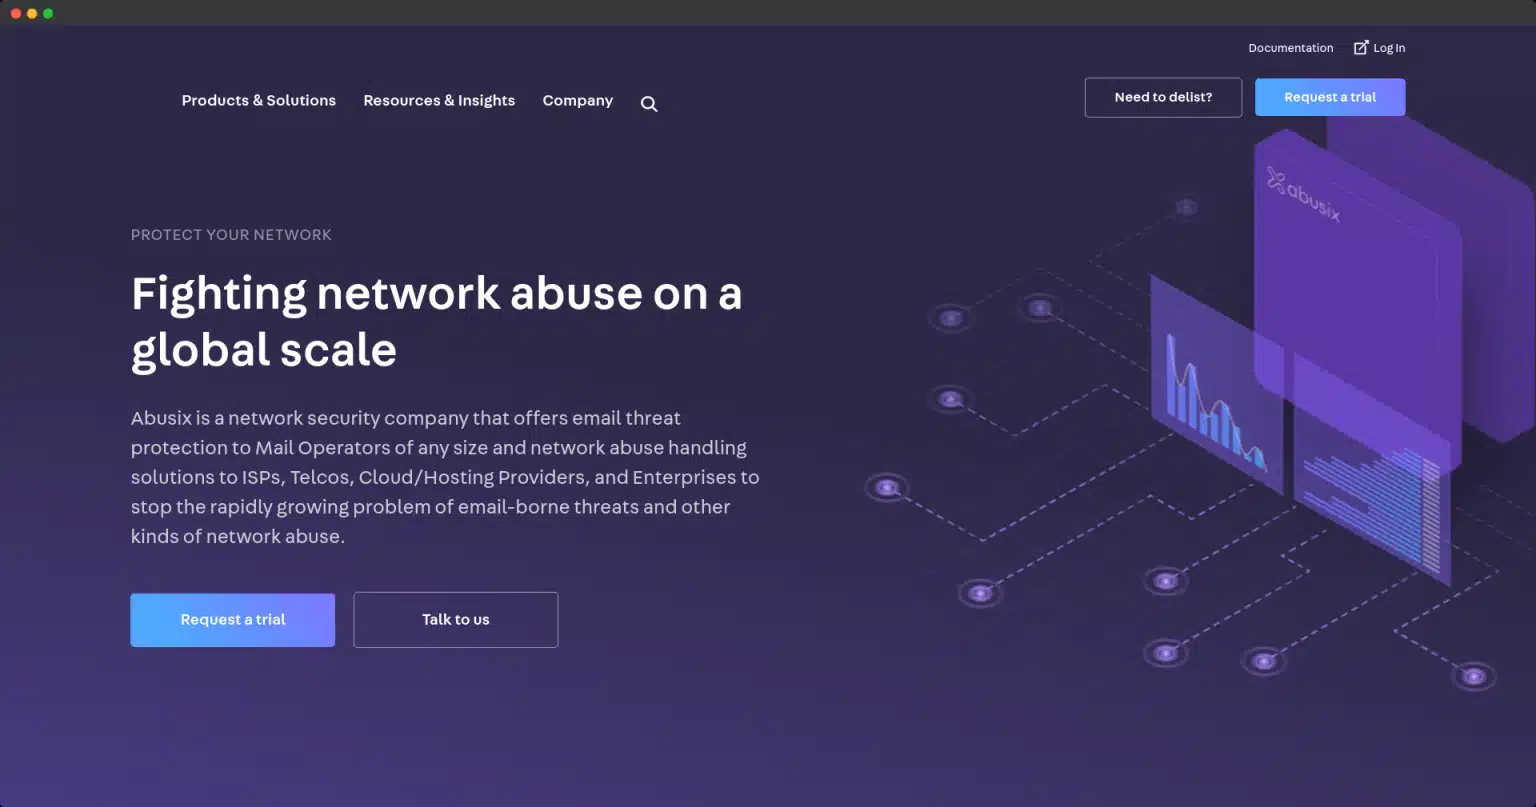 Documentation
Log In
Products & Solutions
Resources & Insights
Company
Need to delist?
Request a trial
abusix
PROTECT YOUR NETWORK
Fighting network abuse on a
global scale
Abusix is a network security company that offers email threat
protection to Mail Operators of any size and network abuse handling
solutions to ISPs, Telcos, Cloud/Hosting Providers, and Enterprises to
stop the rapidly growing problem of email-borne threats and other
kinds of network abuse.
Request a trial
Talk to us